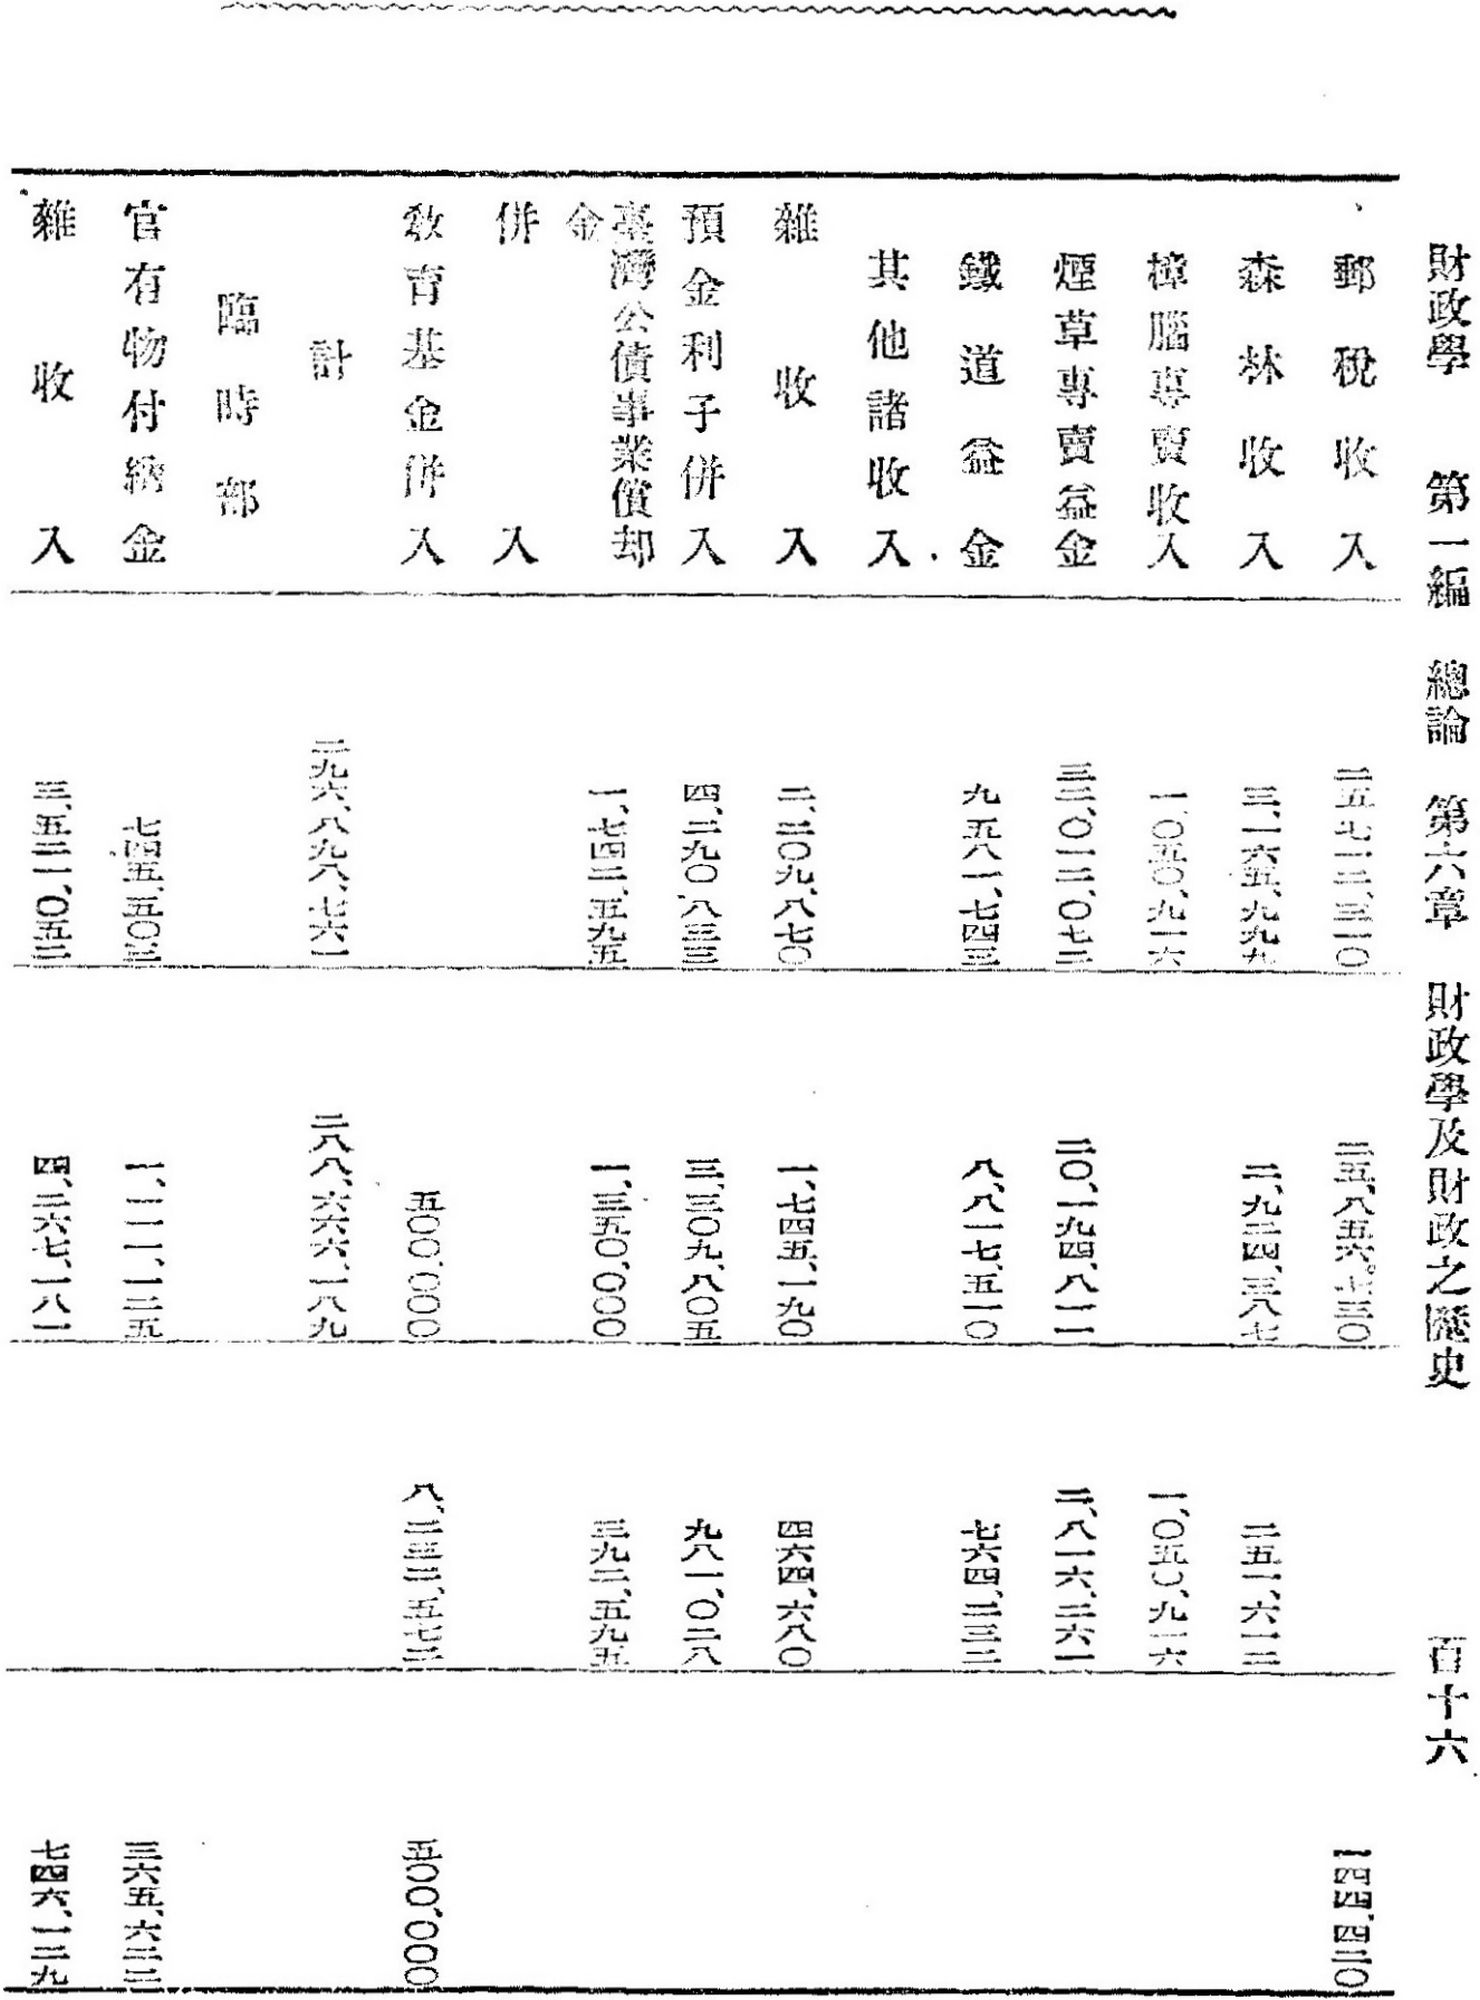 財政學 第一編 總論 第六章 財政學及財政之歷史 百十六
郵稅收入 二五七一二、三一〇 二五、八五六、七三〇 一四四、四二〇
森林收入 三、一六五、九九九 二、九二四、三八七 二五一、六一二
樟腦專賣收入 一、〇五〇、九一六 一、〇五〇、九一六
煙草專賣益金 三三、〇一二、〇七二 三〇、一九四、八一一 二、八一六、二六一
鐵道益金 九五八一、七四三 八、八一七、五一〇 七六四、二三三
其他諸收入
雜收入 二、二〇九、八七〇 一、七四五、一九〇 四六四、六八〇
預金利子併入 四、二九〇、八三三 三、三〇九、八〇五 九八一、〇二八
臺灣公債事業償却
金 一、七四二、五九五 一、三五〇、〇〇〇 三九二、五九五
併入
教育基金併入 五〇〇、〇〇〇 八、二三二、五七二 五〇〇、〇〇〇
計 二九六、八九八、七六一 二八八、六六六、一八九
臨時部
官有物付納金 七四五、五〇三 一、一一一、一二五 三六五、六二二
雜收入 三、五二一、〇五二 四、二六七、一八一 七四六、一二九